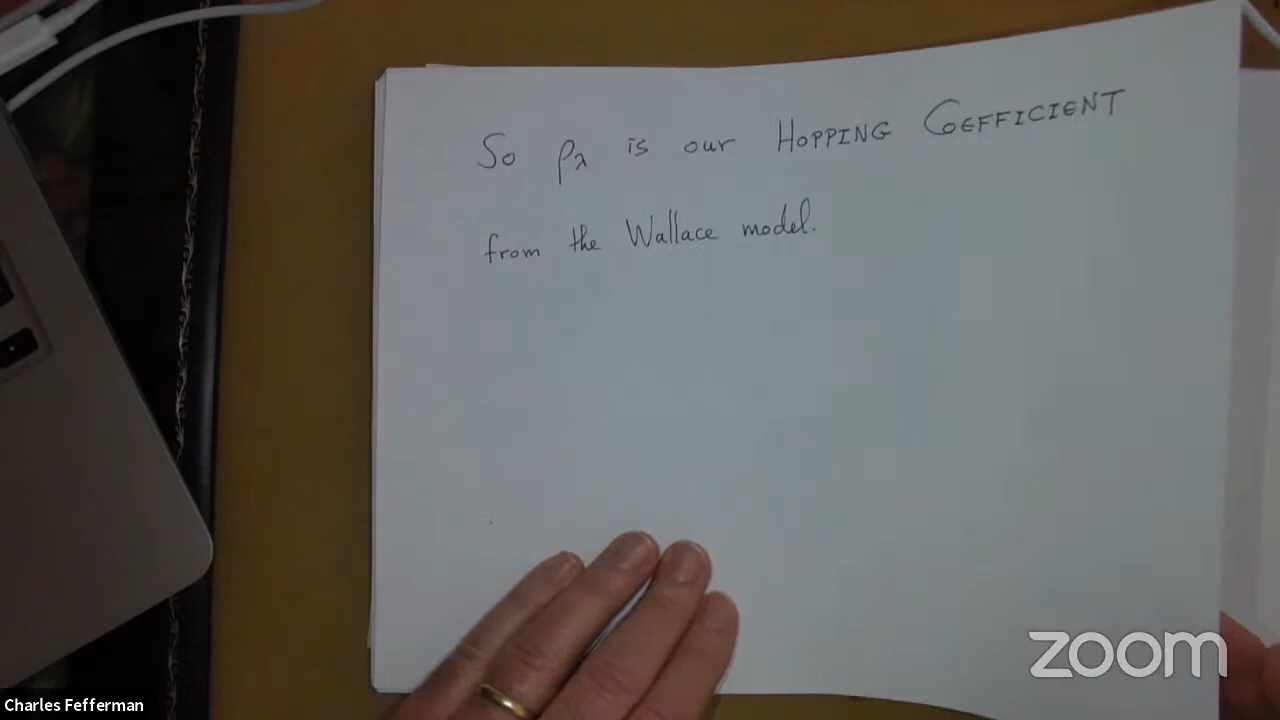 So ρλ is our HOPPING COEFFICIENT
from the Wallace model.
zoom
Charles Fefferman